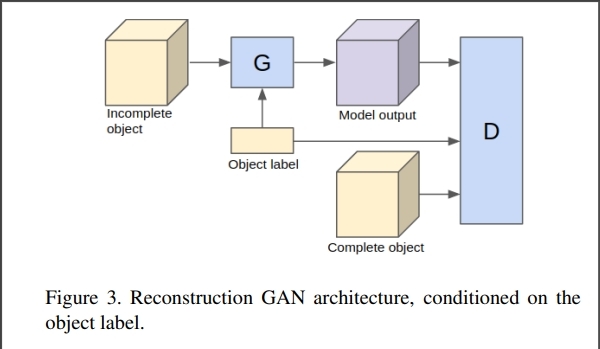 G
D
Incomplete
object
Model output
Object label
Complete object
Figure 3. Reconstruction GAN architecture, conditioned on the
object label.